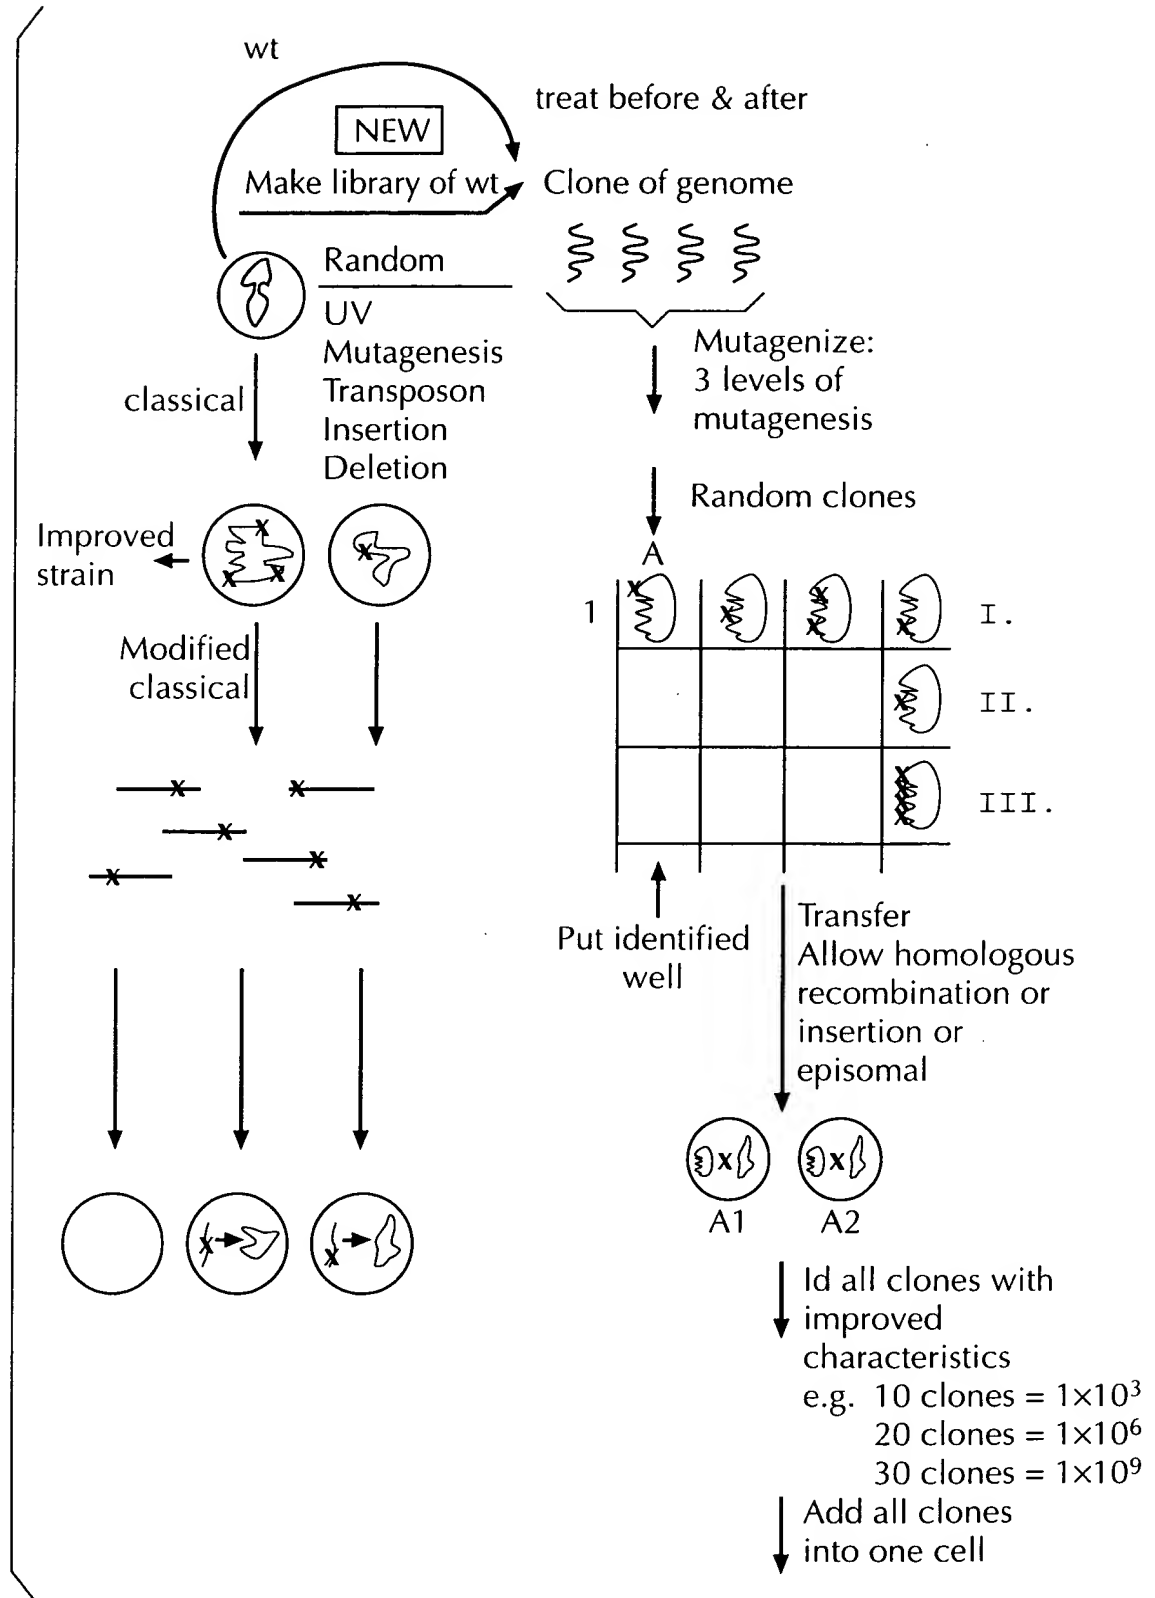 wt
treat before & after
NEW
Make library of wt
Clone of genome
Random
UV
Mutagenesis
Transposon
Insertion
Deletion
classical
Mutagenize:
3 levels of
mutagenesis
Random clones
Improved
strain
x
x
x
x
Modified
classical
A
1
x
x
x
x
x
I.
x
II.
x
x
x
x
III.
x
x
x
x
x
x
Put identified
well
Transfer
Allow homologous
recombination or
insertion or
episomal
x
x
A1
A2
x
x
Id all clones with
improved
characteristics
e.g. 10 clones = 1×10³
20 clones = 1×10⁶
30 clones = 1×10⁹
Add all clones
into one cell